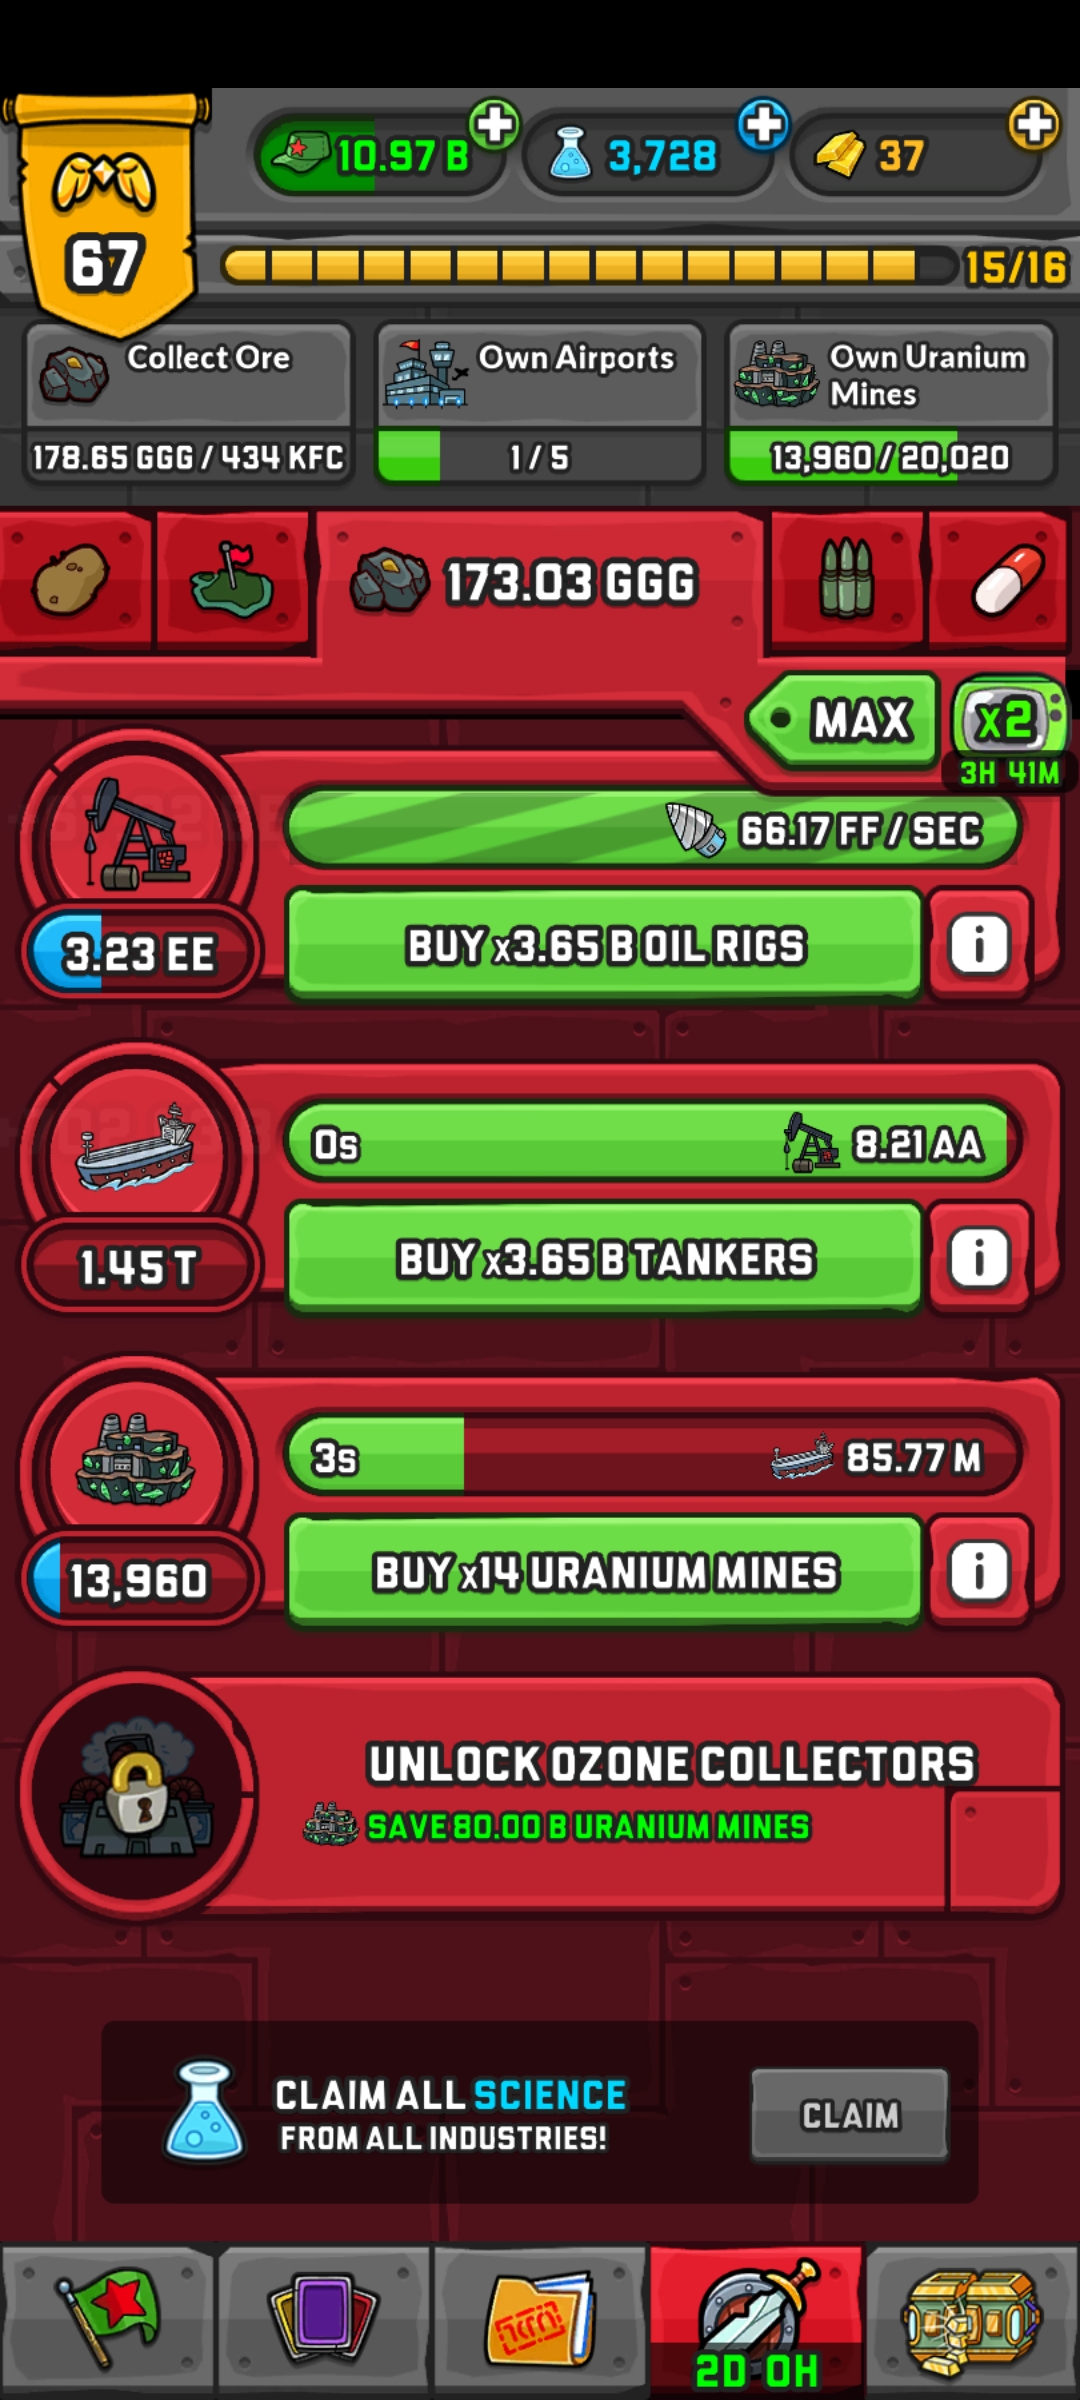 67
10.97 B
3,728
37
15/16
Collect Ore
178.65 GGG / 434 KFC
Own Airports
1 / 5
Own Uranium
Mines
13,960 / 20,020
173.03 GGG
MAX
x2
3H 41M
66.17 FF / SEC
3.23 EE
BUY x3.65 B OIL RIGS
i
0s
8.21 AA
1.45 T
BUY x3.65 B TANKERS
i
3s
85.77 M
13,960
BUY x14 URANIUM MINES
i
UNLOCK OZONE COLLECTORS
SAVE 80.00 B URANIUM MINES
CLAIM ALL SCIENCE
FROM ALL INDUSTRIES!
CLAIM
2D 0H